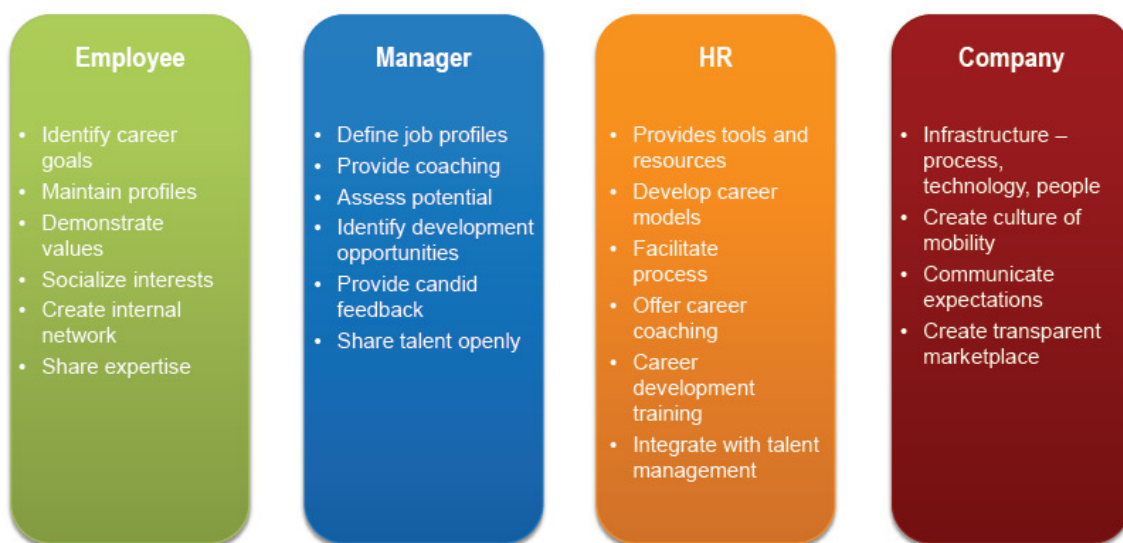 Employee
• Identify career
goals
• Maintain profiles
• Demonstrate
values
• Socialize interests
• Create internal
network
• Share expertise
Manager
• Define job profiles
• Provide coaching
• Assess potential
• Identify development
opportunities
• Provide candid
feedback
• Share talent openly
HR
• Provides tools and
resources
• Develop career
models
• Facilitate
process
• Offer career
coaching
• Career
development
training
• Integrate with talent
management
Company
• Infrastructure –
process,
technology, people
• Create culture of
mobility
• Communicate
expectations
• Create transparent
marketplace